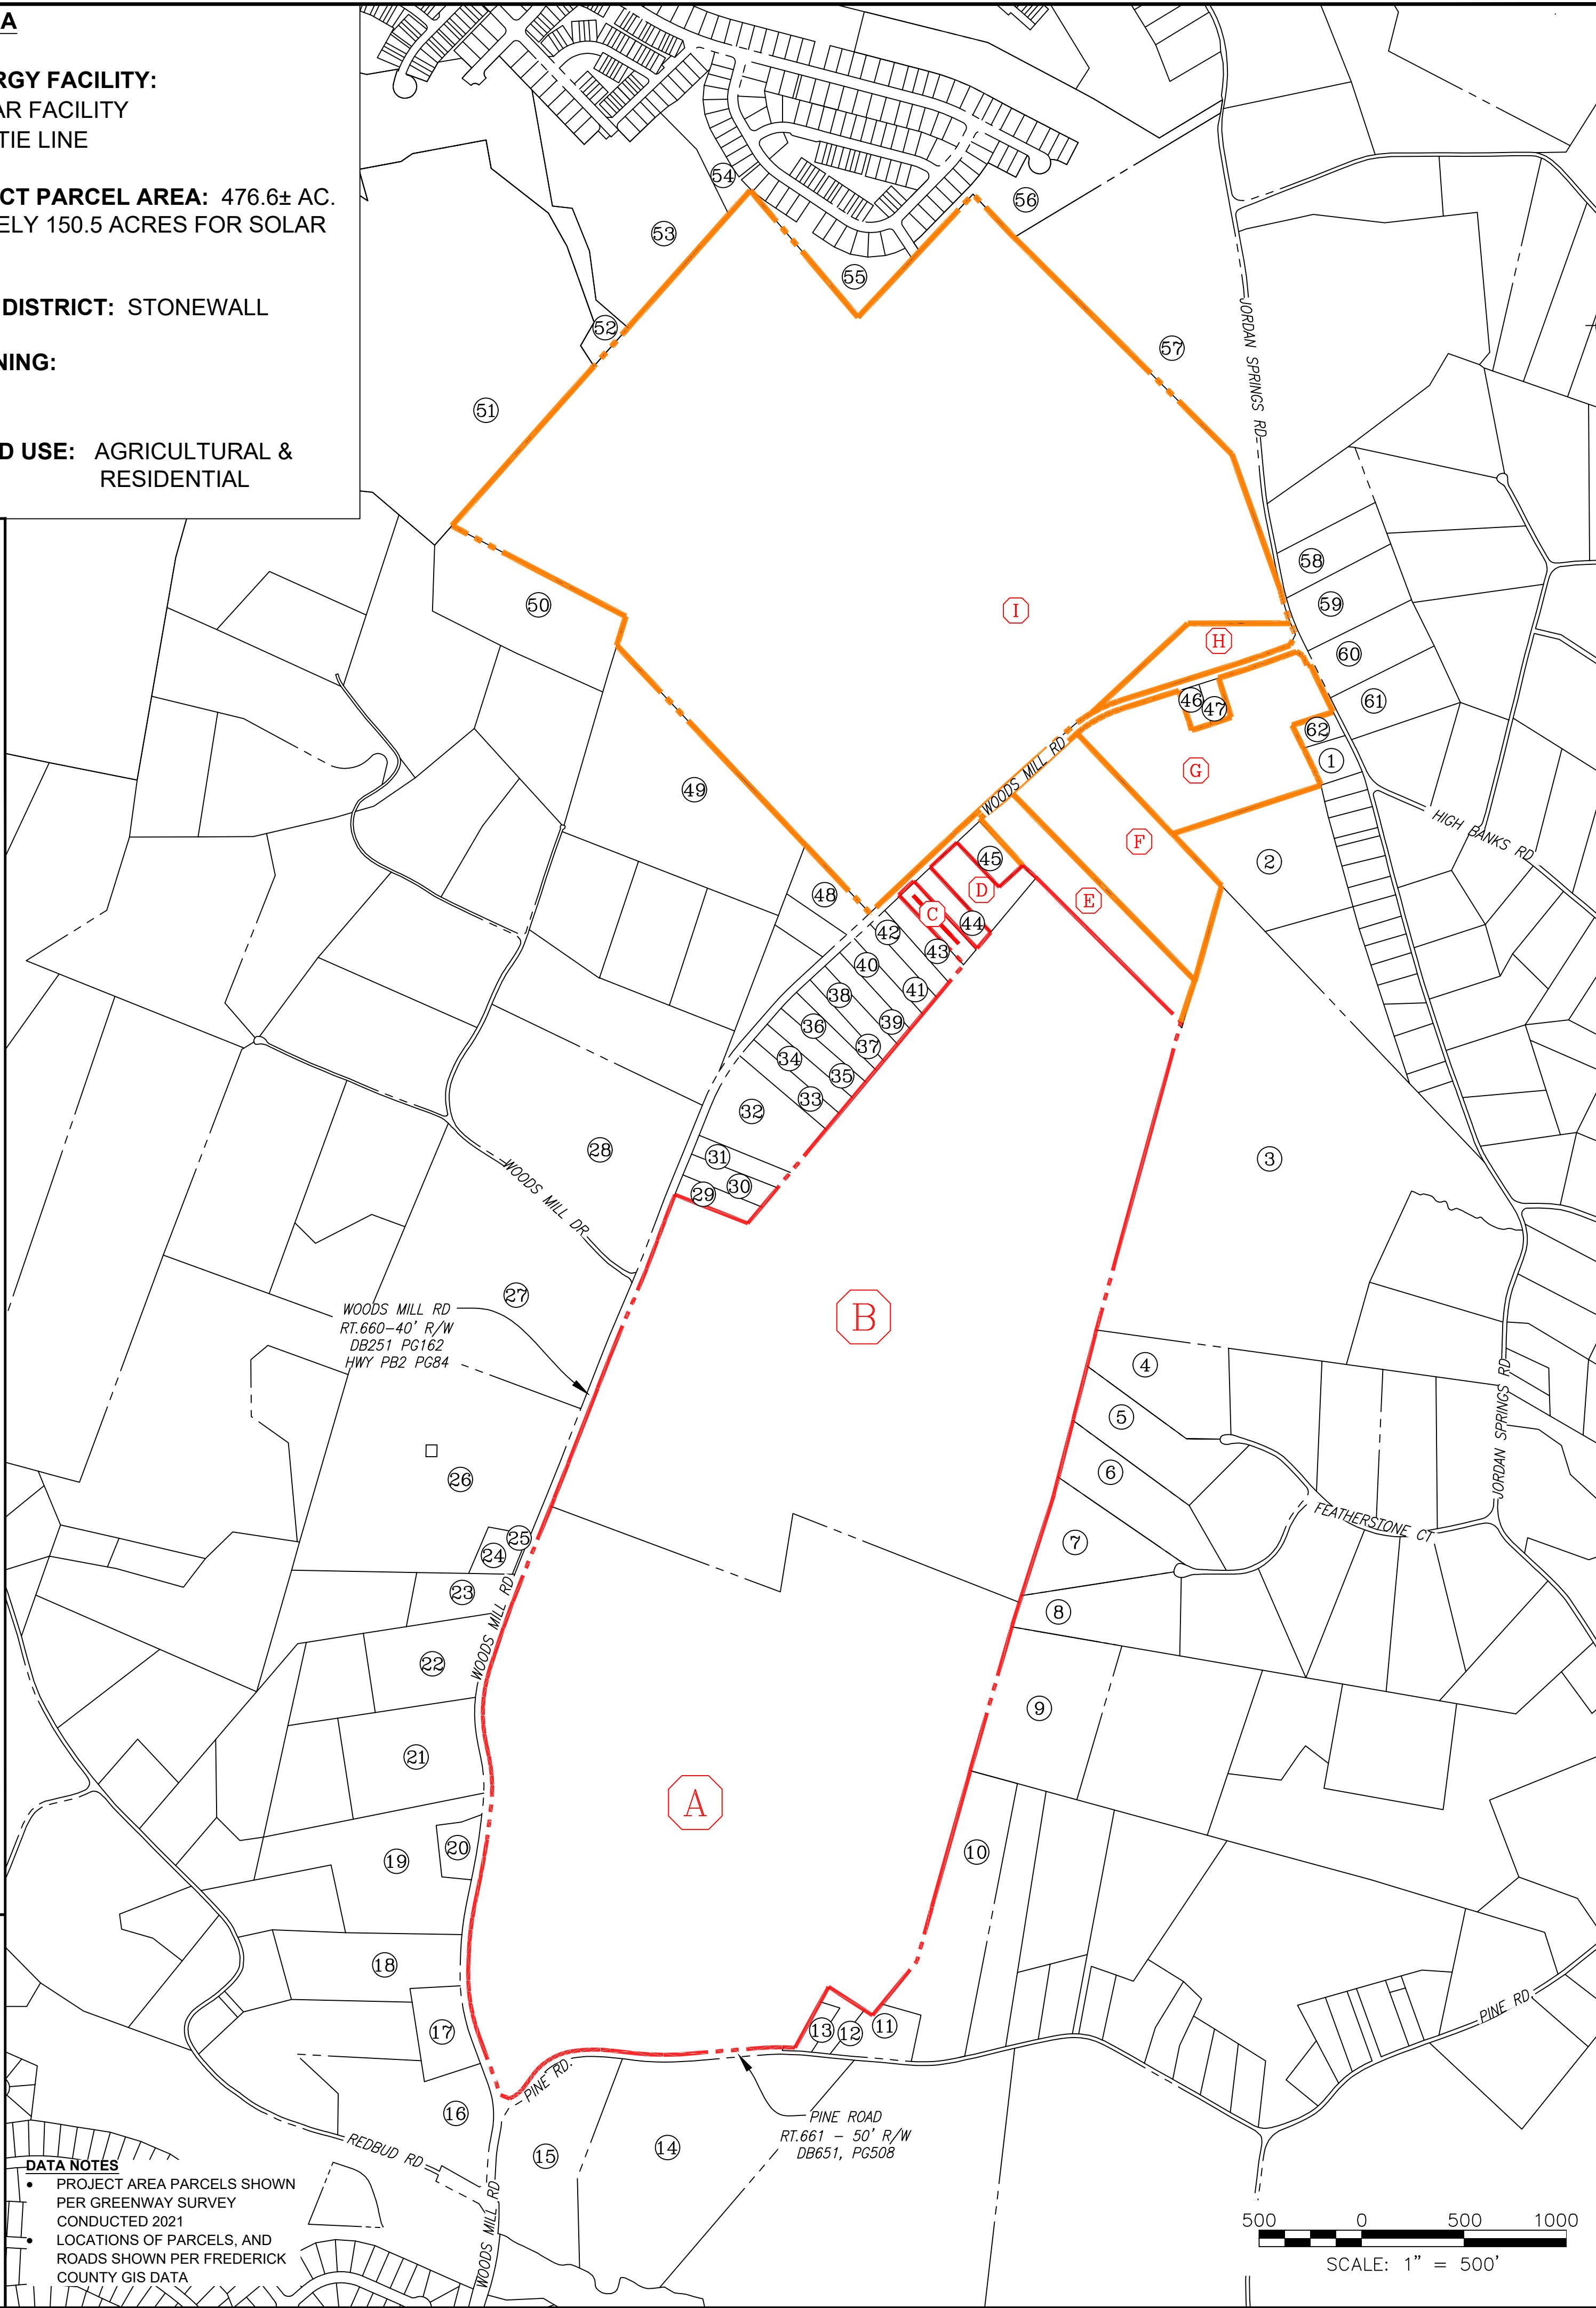 A
RGY FACILITY:
AR FACILITY
TIE LINE
CT PARCEL AREA: 476.6± AC.
ELY 150.5 ACRES FOR SOLAR
DISTRICT: STONEWALL
NING:
D USE: AGRICULTURAL &
RESIDENTIAL
54
53
56
55
52
57
51
JORDAN SPRINGS RD
58
59
50
I
H
60
46
47
61
62
1
G
WOODS MILL RD
49
HIGH BANKS RD
F
2
45
D
E
48
C
44
42
43
40
41
38
39
36
37
34
35
33
32
31
30
29
28
3
WOODS MILL DR
27
WOODS MILL RD
RT.660-40' R/W
DB251 PG162
HWY PB2 PG84
B
4
5
6
7
8
JORDAN SPRINGS RD
FEATHERSTONE CT
26
25
24
23
WOODS MILL RD
22
9
21
A
20
19
10
18
17
13
12
11
PINE RD.
PINE RD.
16
15
14
PINE ROAD
RT.661 - 50' R/W
DB651, PG508
REDBUD RD
WOODS MILL RD
DATA NOTES
• PROJECT AREA PARCELS SHOWN
PER GREENWAY SURVEY
CONDUCTED 2021
• LOCATIONS OF PARCELS, AND
ROADS SHOWN PER FREDERICK
COUNTY GIS DATA
500 0 500 1000
SCALE: 1" = 500'